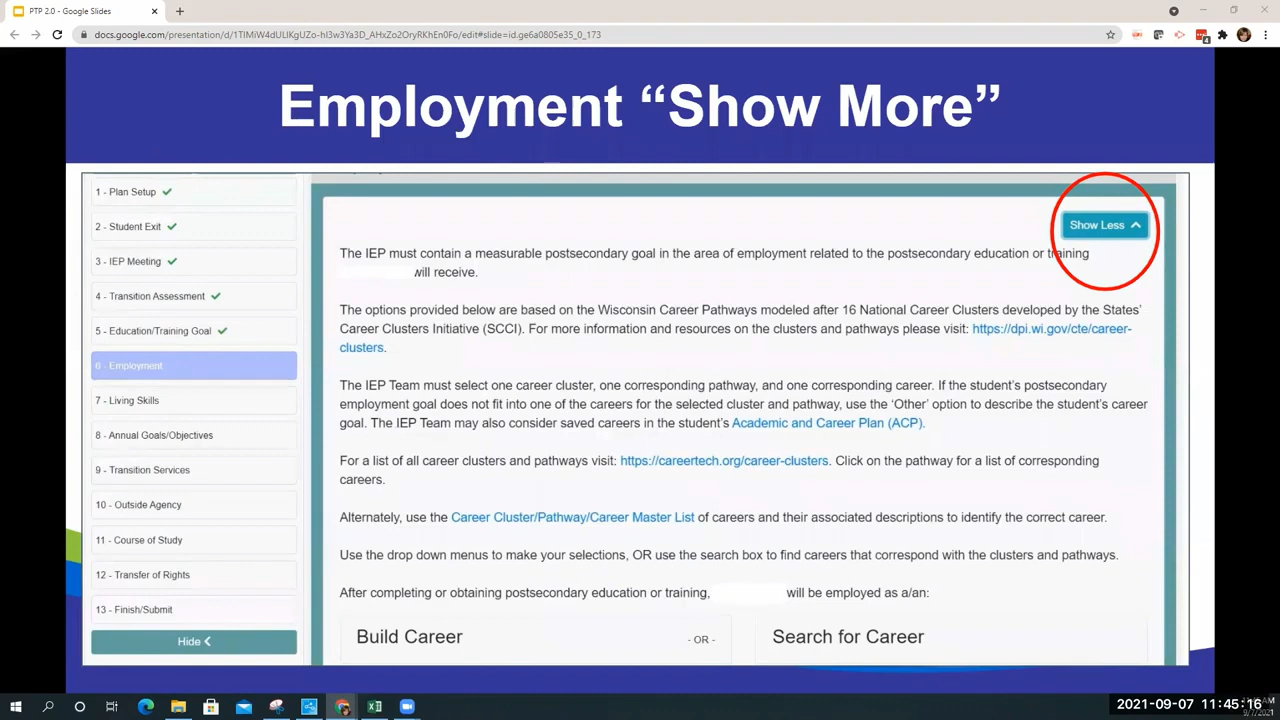 PTP 2.0 - Google Slides
docs.google.com/presentation/d/1TlMiW4dULlKgUZo-hl3w3Ya3D_AHxZo2OryRKhEn0Fo/edit#slide=id.ge6a0805e35_0_173
Employment “Show More”
1 - Plan Setup
2 - Student Exit
3 - IEP Meeting
4 - Transition Assessment
5 - Education/Training Goal
6 - Employment
7 - Living Skills
8 - Annual Goals/Objectives
9 - Transition Services
10 - Outside Agency
11 - Course of Study
12 - Transfer of Rights
13 - Finish/Submit
Hide
Show Less
The IEP must contain a measurable postsecondary goal in the area of employment related to the postsecondary education or training
will receive.
The options provided below are based on the Wisconsin Career Pathways modeled after 16 National Career Clusters developed by the States’
Career Clusters Initiative (SCCI). For more information and resources on the clusters and pathways please visit: https://dpi.wi.gov/cte/career-
clusters.
The IEP Team must select one career cluster, one corresponding pathway, and one corresponding career. If the student’s postsecondary
employment goal does not fit into one of the careers for the selected cluster and pathway, use the ‘Other’ option to describe the student’s career
goal. The IEP Team may also consider saved careers in the student’s Academic and Career Plan (ACP).
For a list of all career clusters and pathways visit: https://careertech.org/career-clusters. Click on the pathway for a list of corresponding
careers.
Alternately, use the Career Cluster/Pathway/Career Master List of careers and their associated descriptions to identify the correct career.
Use the drop down menus to make your selections, OR use the search box to find careers that correspond with the clusters and pathways.
After completing or obtaining postsecondary education or training, will be employed as a/an:
Build Career
- OR -
Search for Career
2021-09-07 11:45:16